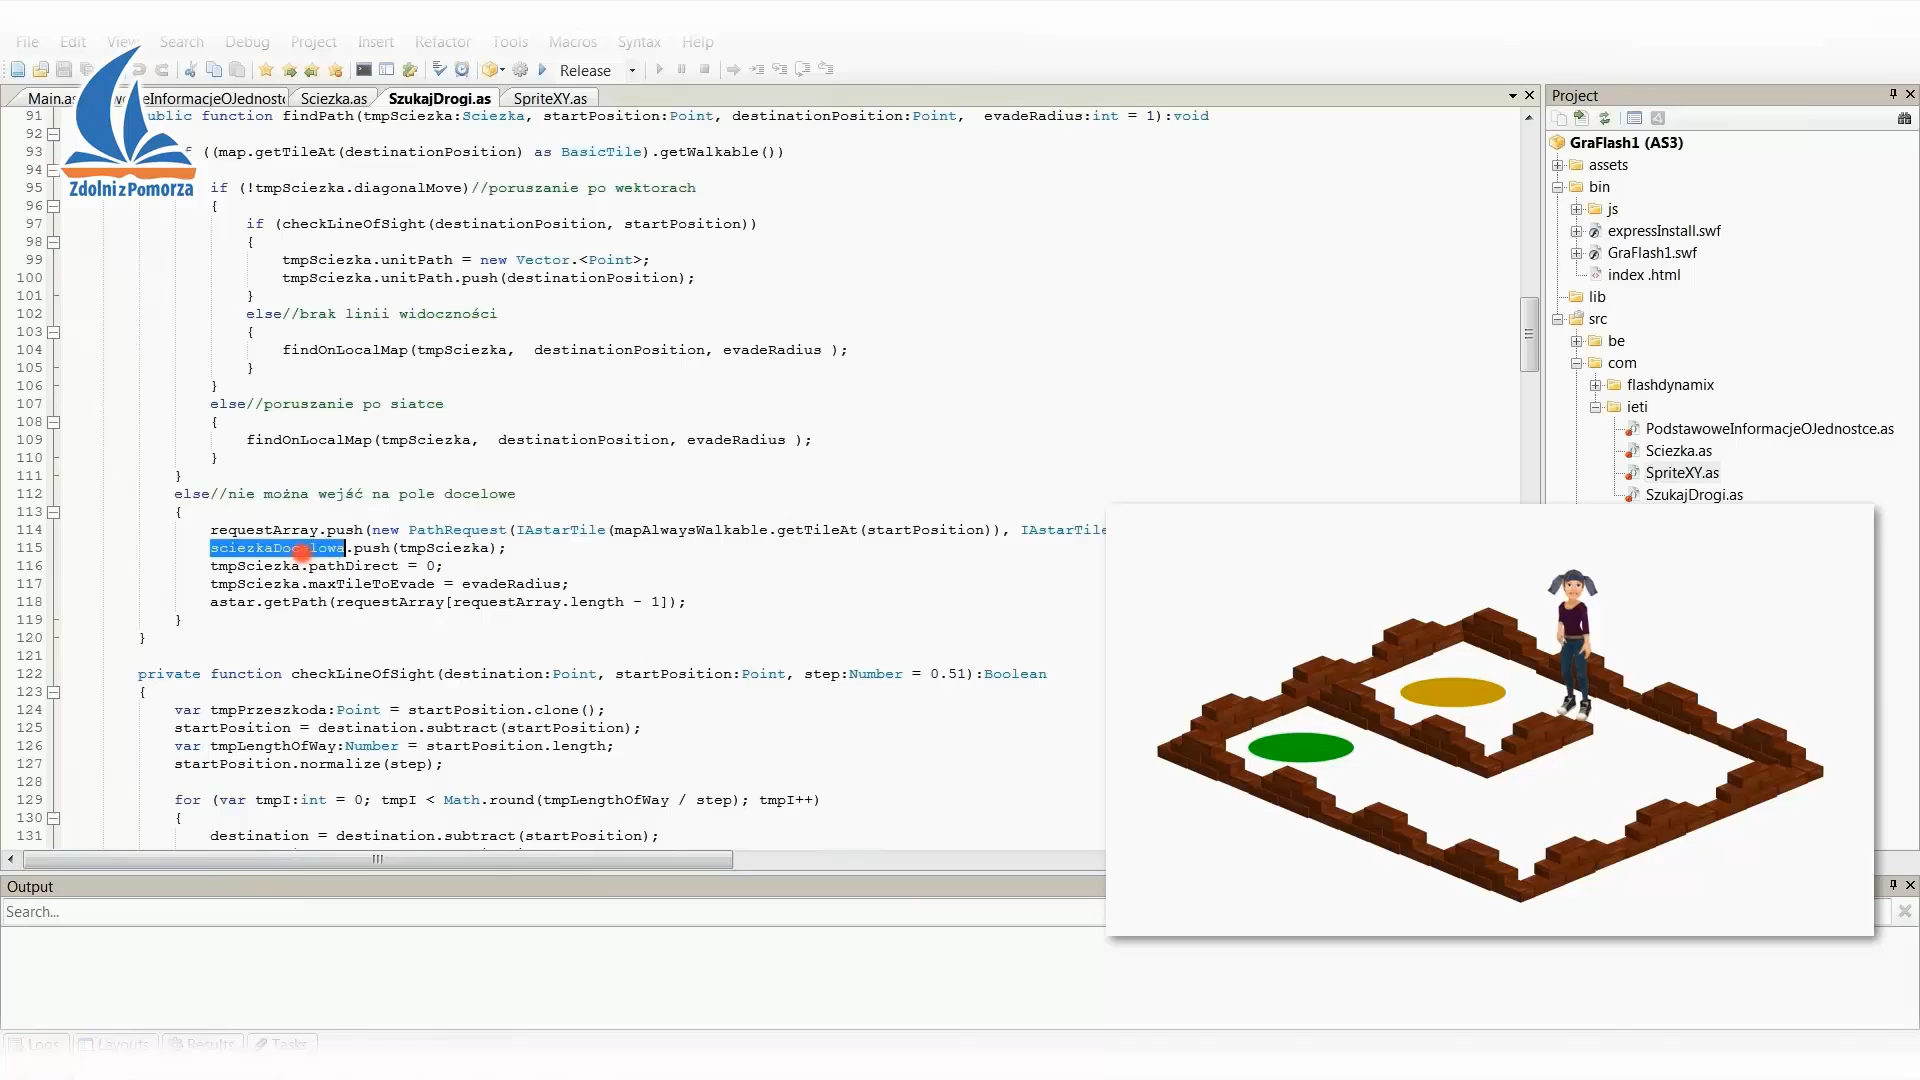 File Edit View Search Debug Project Insert Refactor Tools Macros Syntax Help
Release
Main.as
oweInformacjeOJednostc
Sciezka.as
SzukajDrogi.as
SpriteXY.as
Zdolni z Pomorza
91 ublic function findPath(tmpSciezka:Sciezka, startPosition:Point, destinationPosition:Point,  evadeRadius:int = 1):void
92
93 f ((map.getTileAt(destinationPosition) as BasicTile).getWalkable())
94
95 if (!tmpSciezka.diagonalMove)//poruszanie po wektorach
96 {
97 if (checkLineOfSight(destinationPosition, startPosition))
98 {
99 tmpSciezka.unitPath = new Vector.<Point>;
100 tmpSciezka.unitPath.push(destinationPosition);
101 }
102 else//brak linii widoczności
103 {
104 findOnLocalMap(tmpSciezka,  destinationPosition, evadeRadius );
105 }
106 }
107 else//poruszanie po siatce
108 {
109 findOnLocalMap(tmpSciezka,  destinationPosition, evadeRadius );
110 }
111 }
112 else//nie można wejść na pole docelowe
113 {
114 requestArray.push(new PathRequest(IAstarTile(mapAlwaysWalkable.getTileAt(startPosition)), IAstarTile
115 sciezkaDocelowa.push(tmpSciezka);
116 tmpSciezka.pathDirect = 0;
117 tmpSciezka.maxTileToEvade = evadeRadius;
118 astar.getPath(requestArray[requestArray.length - 1]);
119 }
120 }
121
122 private function checkLineOfSight(destination:Point, startPosition:Point, step:Number = 0.51):Boolean
123 {
124 var tmpPrzeszkoda:Point = startPosition.clone();
125 startPosition = destination.subtract(startPosition);
126 var tmpLengthOfWay:Number = startPosition.length;
127 startPosition.normalize(step);
128
129 for (var tmpI:int = 0; tmpI < Math.round(tmpLengthOfWay / step); tmpI++)
130 {
131 destination = destination.subtract(startPosition);
Project
GraFlash1 (AS3)
assets
bin
js
expressInstall.swf
GraFlash1.swf
index .html
lib
src
be
com
flashdynamix
ieti
PodstawoweInformacjeOJednostce.as
Sciezka.as
SpriteXY.as
SzukajDrogi.as
Output
Search...
Logs Layouts Results Tasks